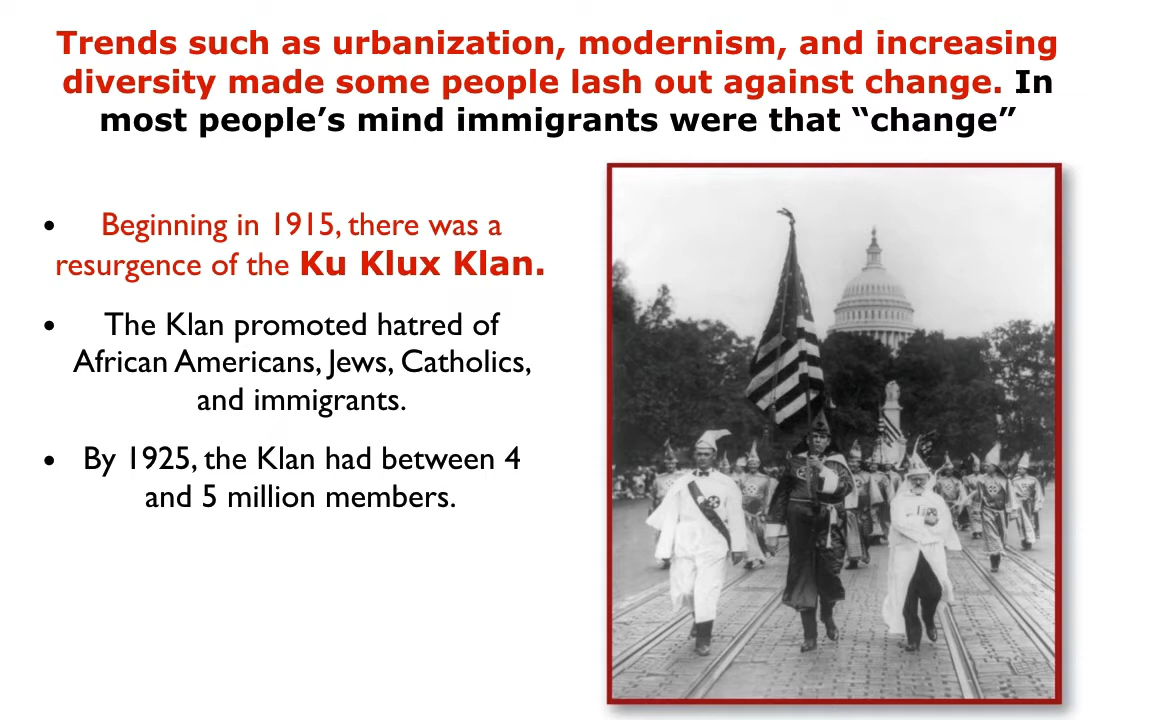 Trends such as urbanization, modernism, and increasing
diversity made some people lash out against change. In
most people’s mind immigrants were that “change”
• Beginning in 1915, there was a
resurgence of the Ku Klux Klan.
• The Klan promoted hatred of
African Americans, Jews, Catholics,
and immigrants.
• By 1925, the Klan had between 4
and 5 million members.